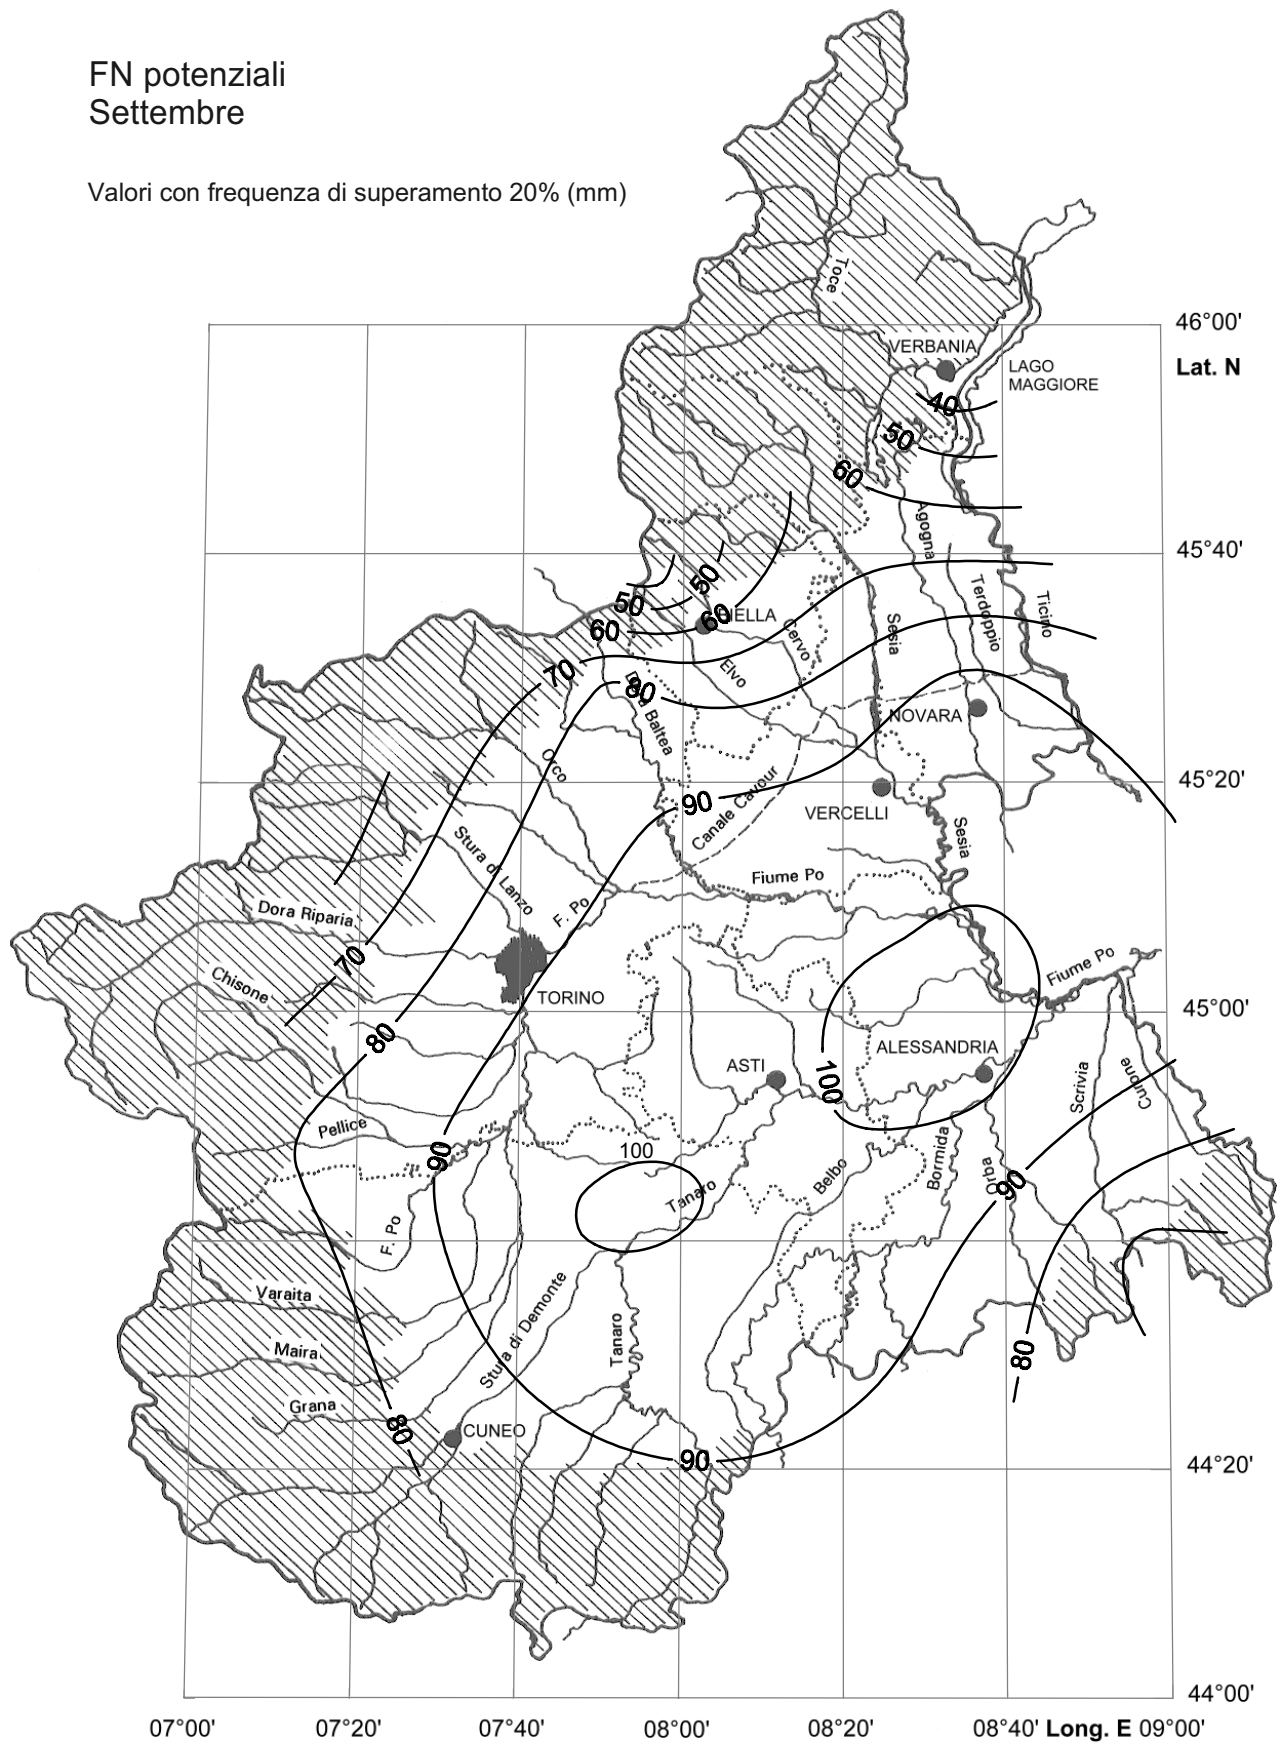 FN potenziali
Settembre
Valori con frequenza di superamento 20% (mm)
Toce
46°00'
VERBANIA
Lat. N
LAGO
MAGGIORE
40
50
60
Agogna
45°40'
50
50
60
BIELLA
60
Terdoppio
Ticino
Sesia
Cervo
Elvo
70
80
Dora Baltea
NOVARA
Orco
45°20'
90
Canale Cavour
VERCELLI
Sesia
Stura di Lanzo
Fiume Po
Dora Riparia
F. Po
70
Chisone
Fiume Po
TORINO
45°00'
80
ALESSANDRIA
ASTI
100
Scrivia
Curone
Pellice
90
100
Tanaro
Belbo
Bormida
Orba
90
F. Po
Varaita
Stura di Demonte
Tanaro
Maira
80
Grana
80
CUNEO
90
44°20'
44°00'
07°00'
07°20'
07°40'
08°00'
08°20'
08°40'
Long. E
09°00'